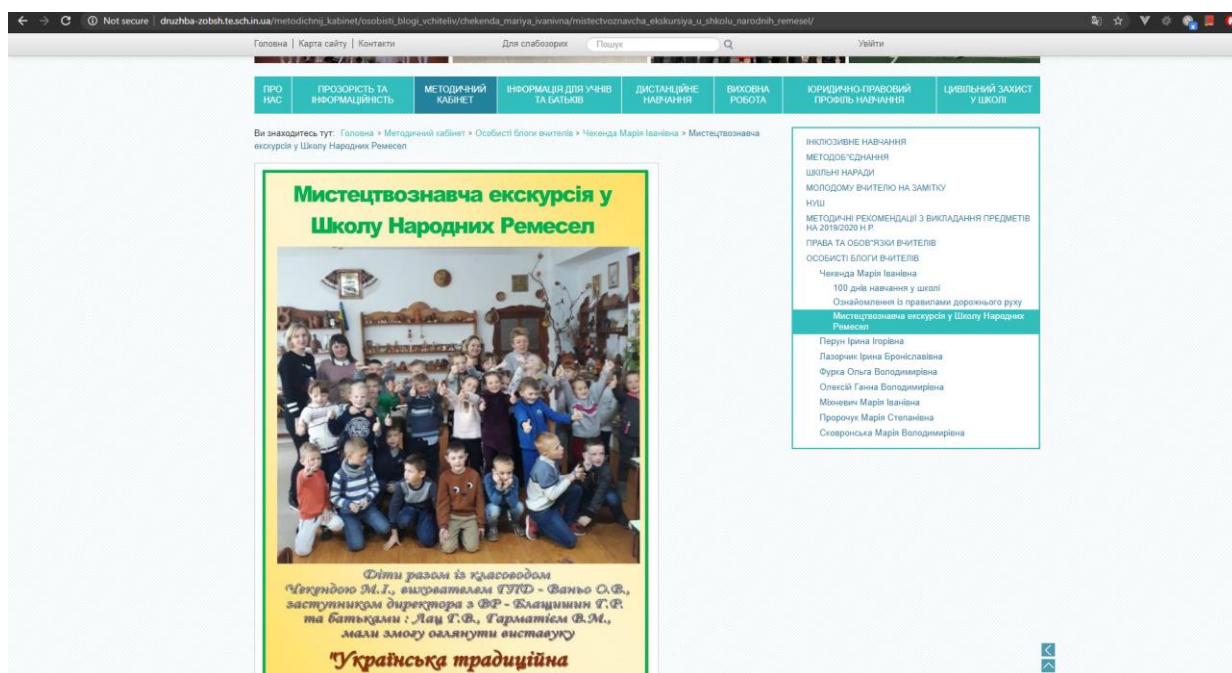 Not secure | druzhba-zobsh.te.sch.in.ua/metodichnij_kabinet/osobisti_blogi_vchiteliv/chekenda_mariya_ivanivna/mistectvoznavcha_ekskursiya_u_shkolu_narodnih_remesel/
Головна | Карта сайту | Контакти Для слабозорих Пошук Увійти
ПРО НАС
ПРОЗОРІСТЬ ТА ІНФОРМАЦІЙНІСТЬ
МЕТОДИЧНИЙ КАБІНЕТ
ІНФОРМАЦІЯ ДЛЯ УЧНІВ ТА БАТЬКІВ
ДИСТАНЦІЙНЕ НАВЧАННЯ
ВИХОВНА РОБОТА
ЮРИДИЧНО-ПРАВОВИЙ ПРОФІЛЬ НАВЧАННЯ
ЦИВІЛЬНИЙ ЗАХИСТ У ШКОЛІ
Ви знаходитесь тут: Головна » Методичний кабінет » Особисті блоги вчителів » Чекенда Марія Іванівна » Мистецтвознавча
екскурсія у Школу Народних Ремесел
Мистецтвознавча екскурсія у
Школу Народних Ремесел
Діти разом із класоводом
Чекендою М.І., вихователем ГПД - Ваньо О.В.,
заступником директора з ВР - Блащишин Г.Р.
та батьками : Лац Г.В., Гарматієм В.М.,
мали змогу оглянути виставуку
"Українська традиційна
ІНКЛЮЗИВНЕ НАВЧАННЯ
МЕТОДОБ"ЄДНАННЯ
ШКІЛЬНІ НАРАДИ
МОЛОДОМУ ВЧИТЕЛЮ НА ЗАМІТКУ
НУШ
МЕТОДИЧНІ РЕКОМЕНДАЦІЇ З ВИКЛАДАННЯ ПРЕДМЕТІВ
НА 2019/2020 Н.Р.
ПРАВА ТА ОБОВ"ЯЗКИ ВЧИТЕЛІВ
ОСОБИСТІ БЛОГИ ВЧИТЕЛІВ
Чекенда Марія Іванівна
100 днів навчання у школі
Ознайомлення із правилами дорожнього руху
Мистецтвознавча екскурсія у Школу Народних
Ремесел
Перун Ірина Ігорівна
Лазорчик Ірина Броніславівна
Фурка Ольга Володимирівна
Олексій Ганна Володимирівна
Міхневич Марія Іванівна
Пророчук Марія Степанівна
Сковронська Марія Володимирівна